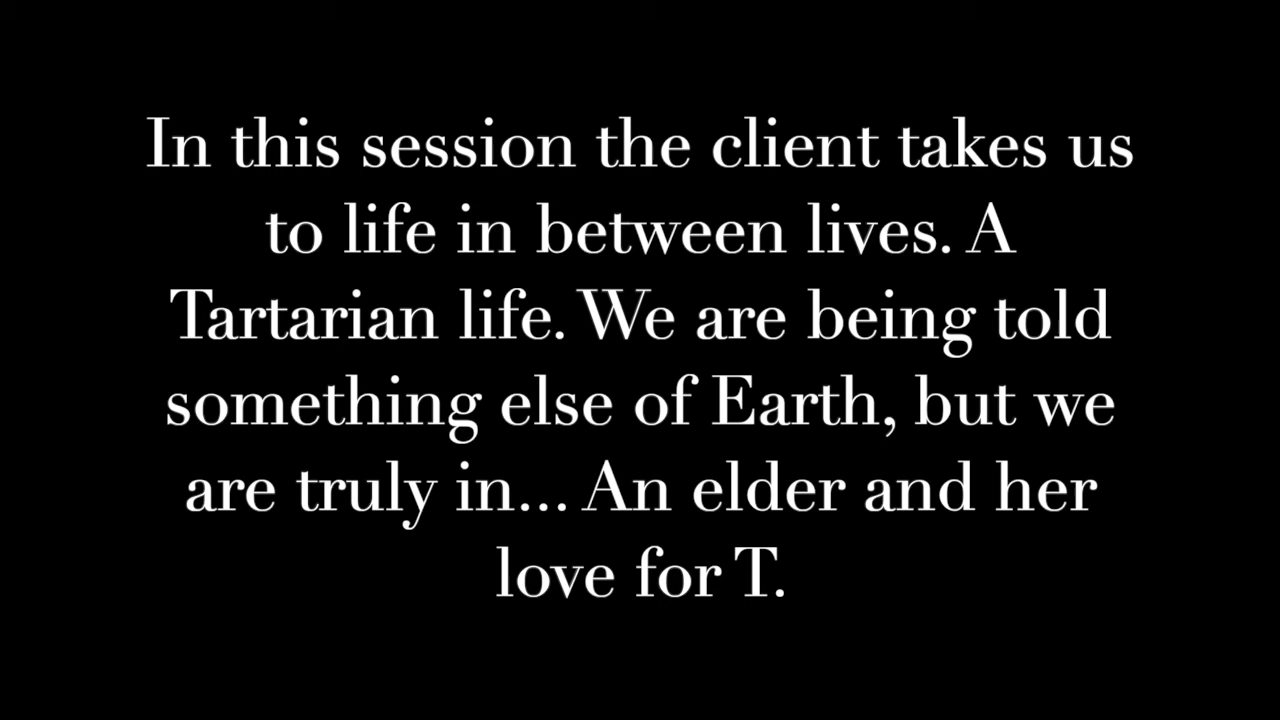 In this session the client takes us
to life in between lives. A
Tartarian life. We are being told
something else of Earth, but we
are truly in... An elder and her
love for T.